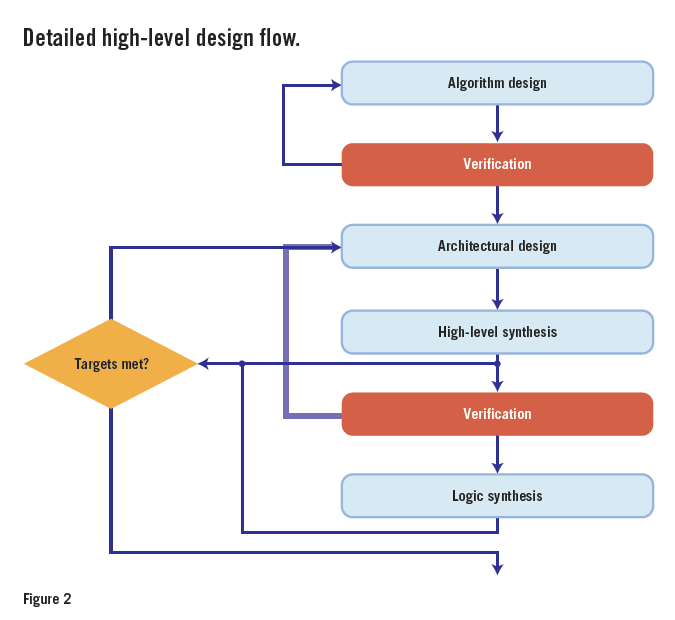 Detailed high-level design flow.
Algorithm design
Verification
Architectural design
High-level synthesis
Targets met?
Verification
Logic synthesis
Figure 2